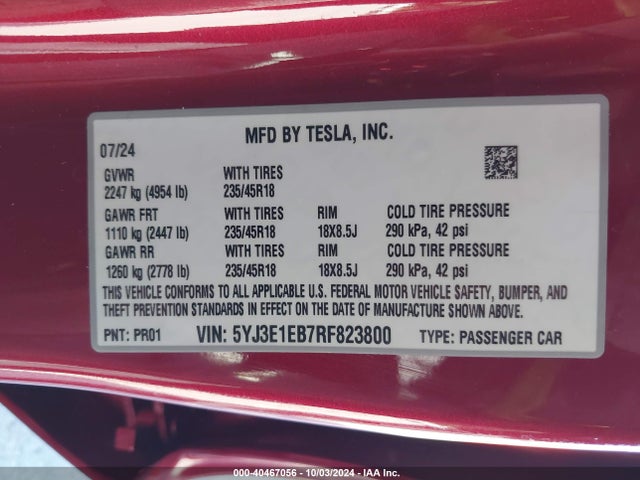 MFD BY TESLA, INC.
07/24
GVWR WITH TIRES
2247 kg (4954 lb) 235/45R18
GAWR FRT WITH TIRES RIM COLD TIRE PRESSURE
1110 kg (2447 lb) 235/45R18 18X8.5J 290 kPa, 42 psi
GAWR RR WITH TIRES RIM COLD TIRE PRESSURE
1260 kg (2778 lb) 235/45R18 18X8.5J 290 kPa, 42 psi
THIS VEHICLE CONFORMS TO ALL APPLICABLE U.S. FEDERAL MOTOR VEHICLE SAFETY, BUMPER, AND
THEFT PREVENTION STANDARDS IN EFFECT ON THE DATE OF MANUFACTURE SHOWN ABOVE.
PNT: PR01 VIN: 5YJ3E1EB7RF823800 TYPE: PASSENGER CAR
000-40467056 - 10/03/2024 - IAA Inc.